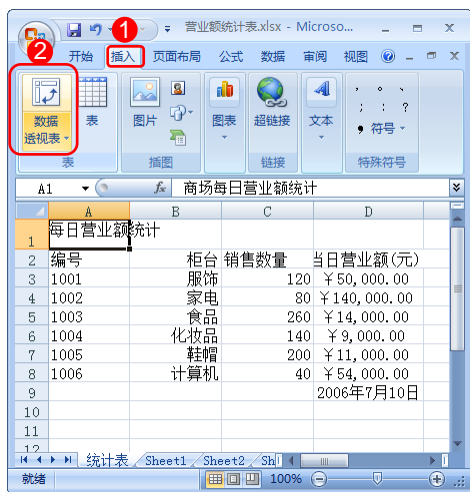 1
营业额统计表.xlsx - Microso...
2
开始 插入 页面布局 公式 数据 审阅 视图
数据透视表 表 图片 图表 超链接 文本 符号
表 插图 链接 特殊符号
A1 fx 商场每日营业额统计
A B C D
1 每日营业额统计
2 编号 柜台 销售数量 当日营业额(元)
3 1001 服饰 120 ￥50,000.00
4 1002 家电 80 ￥140,000.00
5 1003 食品 260 ￥14,000.00
6 1004 化妆品 140 ￥9,000.00
7 1005 鞋帽 200 ￥11,000.00
8 1006 计算机 40 ￥54,000.00
9 2006年7月10日
10
11
12
统计表 Sheet1 Sheet2 Sh
就绪 100%